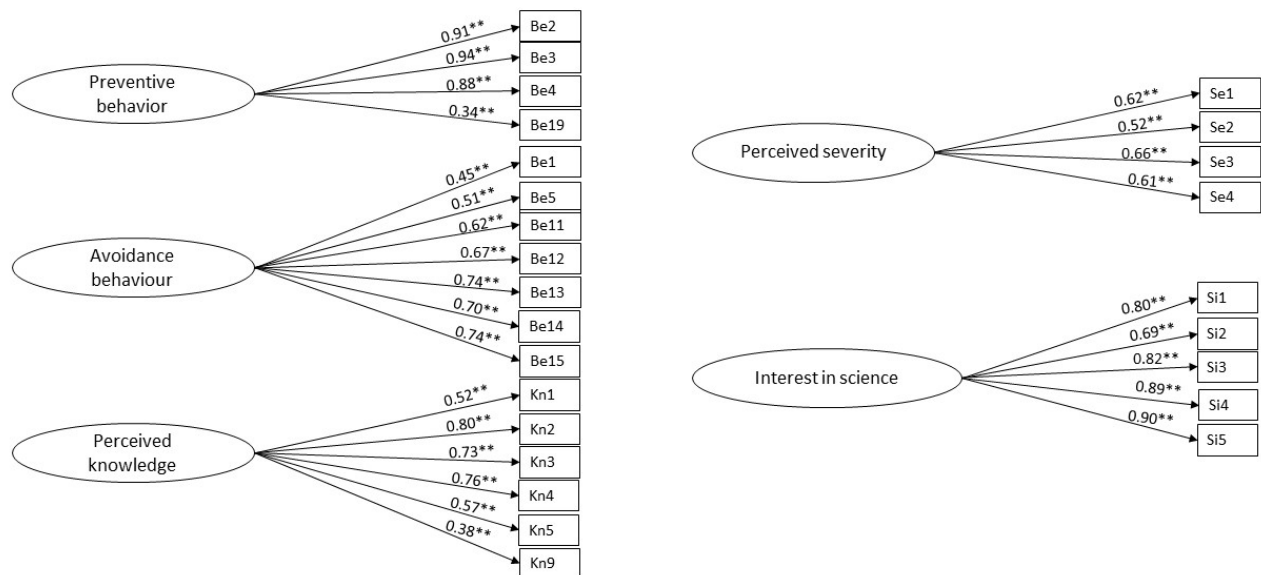 Preventive
behavior
0.91**
Be2
0.94**
Be3
0.88**
Be4
0.34**
Be19
Avoidance
behaviour
0.45**
Be1
0.51**
Be5
0.62**
Be11
0.67**
Be12
0.74**
Be13
0.70**
Be14
0.74**
Be15
Perceived
knowledge
0.52**
Kn1
0.80**
Kn2
0.73**
Kn3
0.76**
Kn4
0.57**
Kn5
0.38**
Kn9
Perceived severity
0.62**
Se1
0.52**
Se2
0.66**
Se3
0.61**
Se4
Interest in science
0.80**
Si1
0.69**
Si2
0.82**
Si3
0.89**
Si4
0.90**
Si5